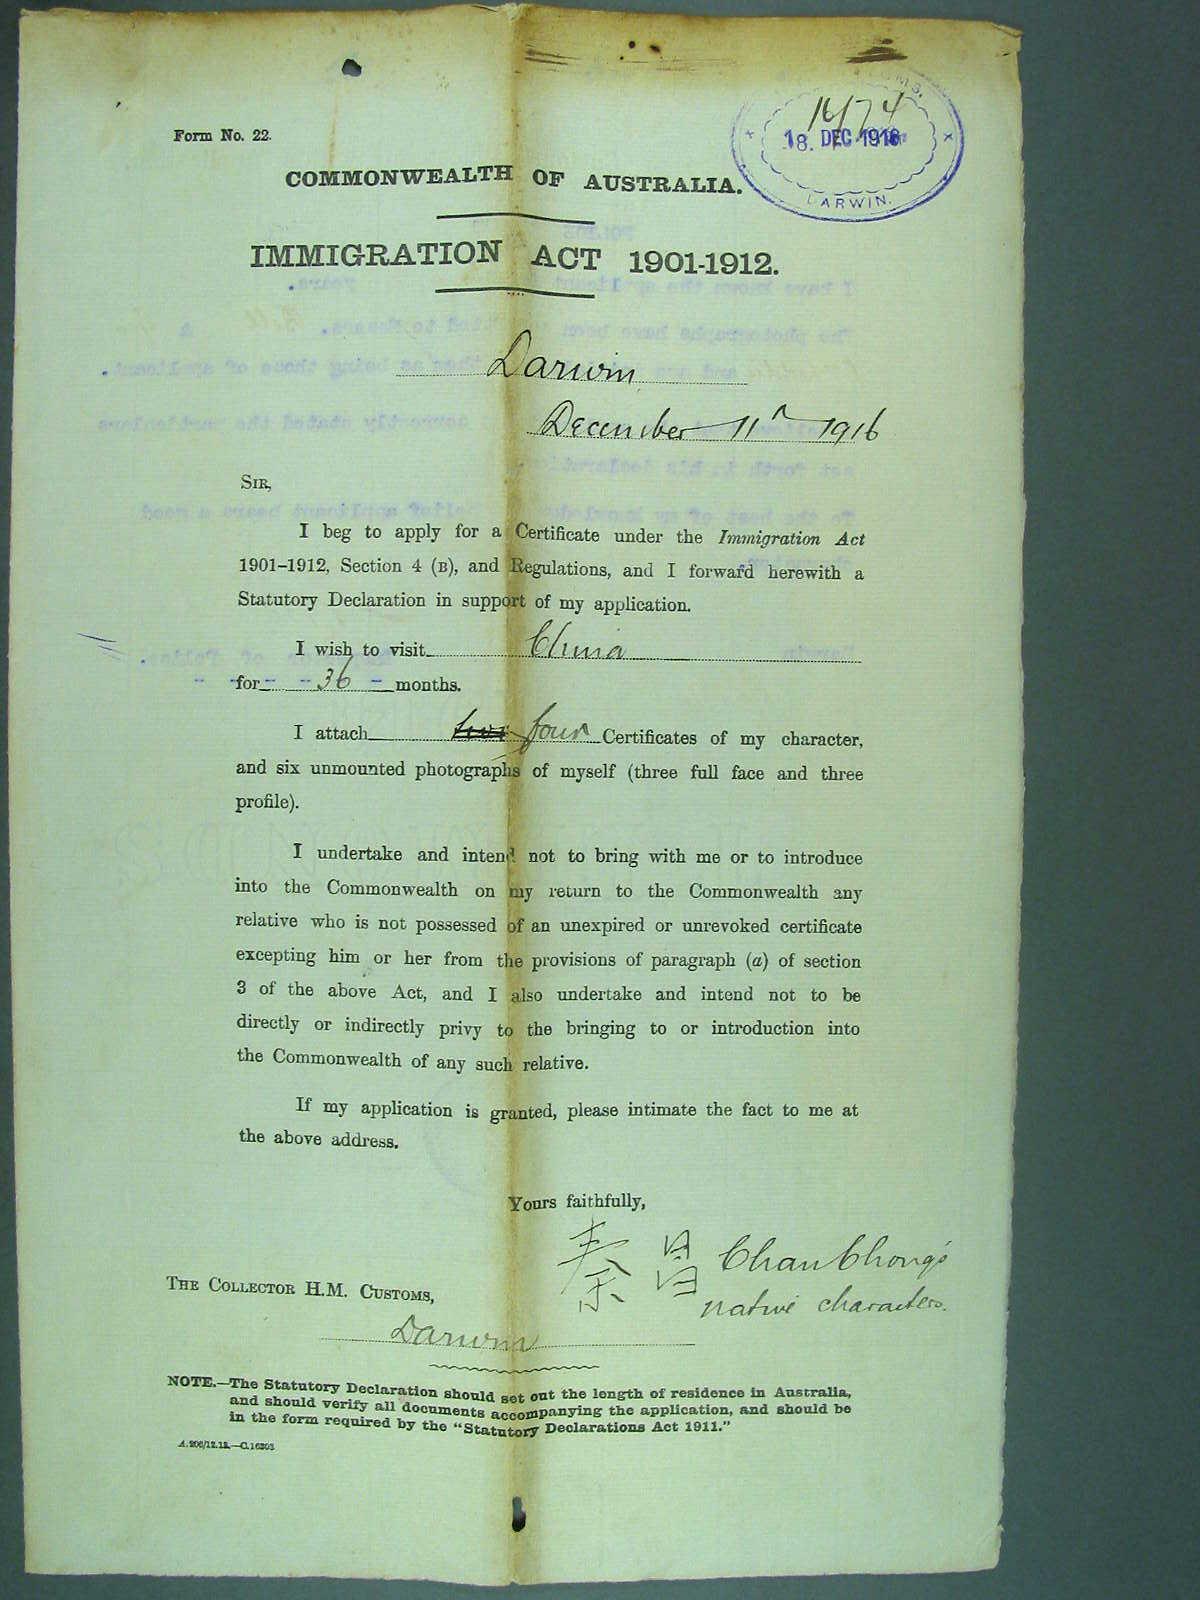 16/74
18. DEC. 1916
DARWIN.
Form No. 22.
COMMONWEALTH OF AUSTRALIA.
IMMIGRATION ACT 1901-1912.
Darwin
December 11th 1916
SIR,
I beg to apply for a Certificate under the Immigration Act
1901–1912, Section 4 (B), and Regulations, and I forward herewith a
Statutory Declaration in support of my application.
I wish to visit China
for 36 months.
I attach four Certificates of my character,
and six unmounted photographs of myself (three full face and three
profile).
I undertake and intend not to bring with me or to introduce
into the Commonwealth on my return to the Commonwealth any
relative who is not possessed of an unexpired or unrevoked certificate
excepting him or her from the provisions of paragraph (a) of section
3 of the above Act, and I also undertake and intend not to be
directly or indirectly privy to the bringing to or introduction into
the Commonwealth of any such relative.
If my application is granted, please intimate the fact to me at
the above address.
Yours faithfully,
昌 Chan Chong's
native characters.
THE COLLECTOR H.M. CUSTOMS,
Darwin
NOTE.—The Statutory Declaration should set out the length of residence in Australia,
and should verify all documents accompanying the application, and should be
in the form required by the "Statutory Declarations Act 1911."